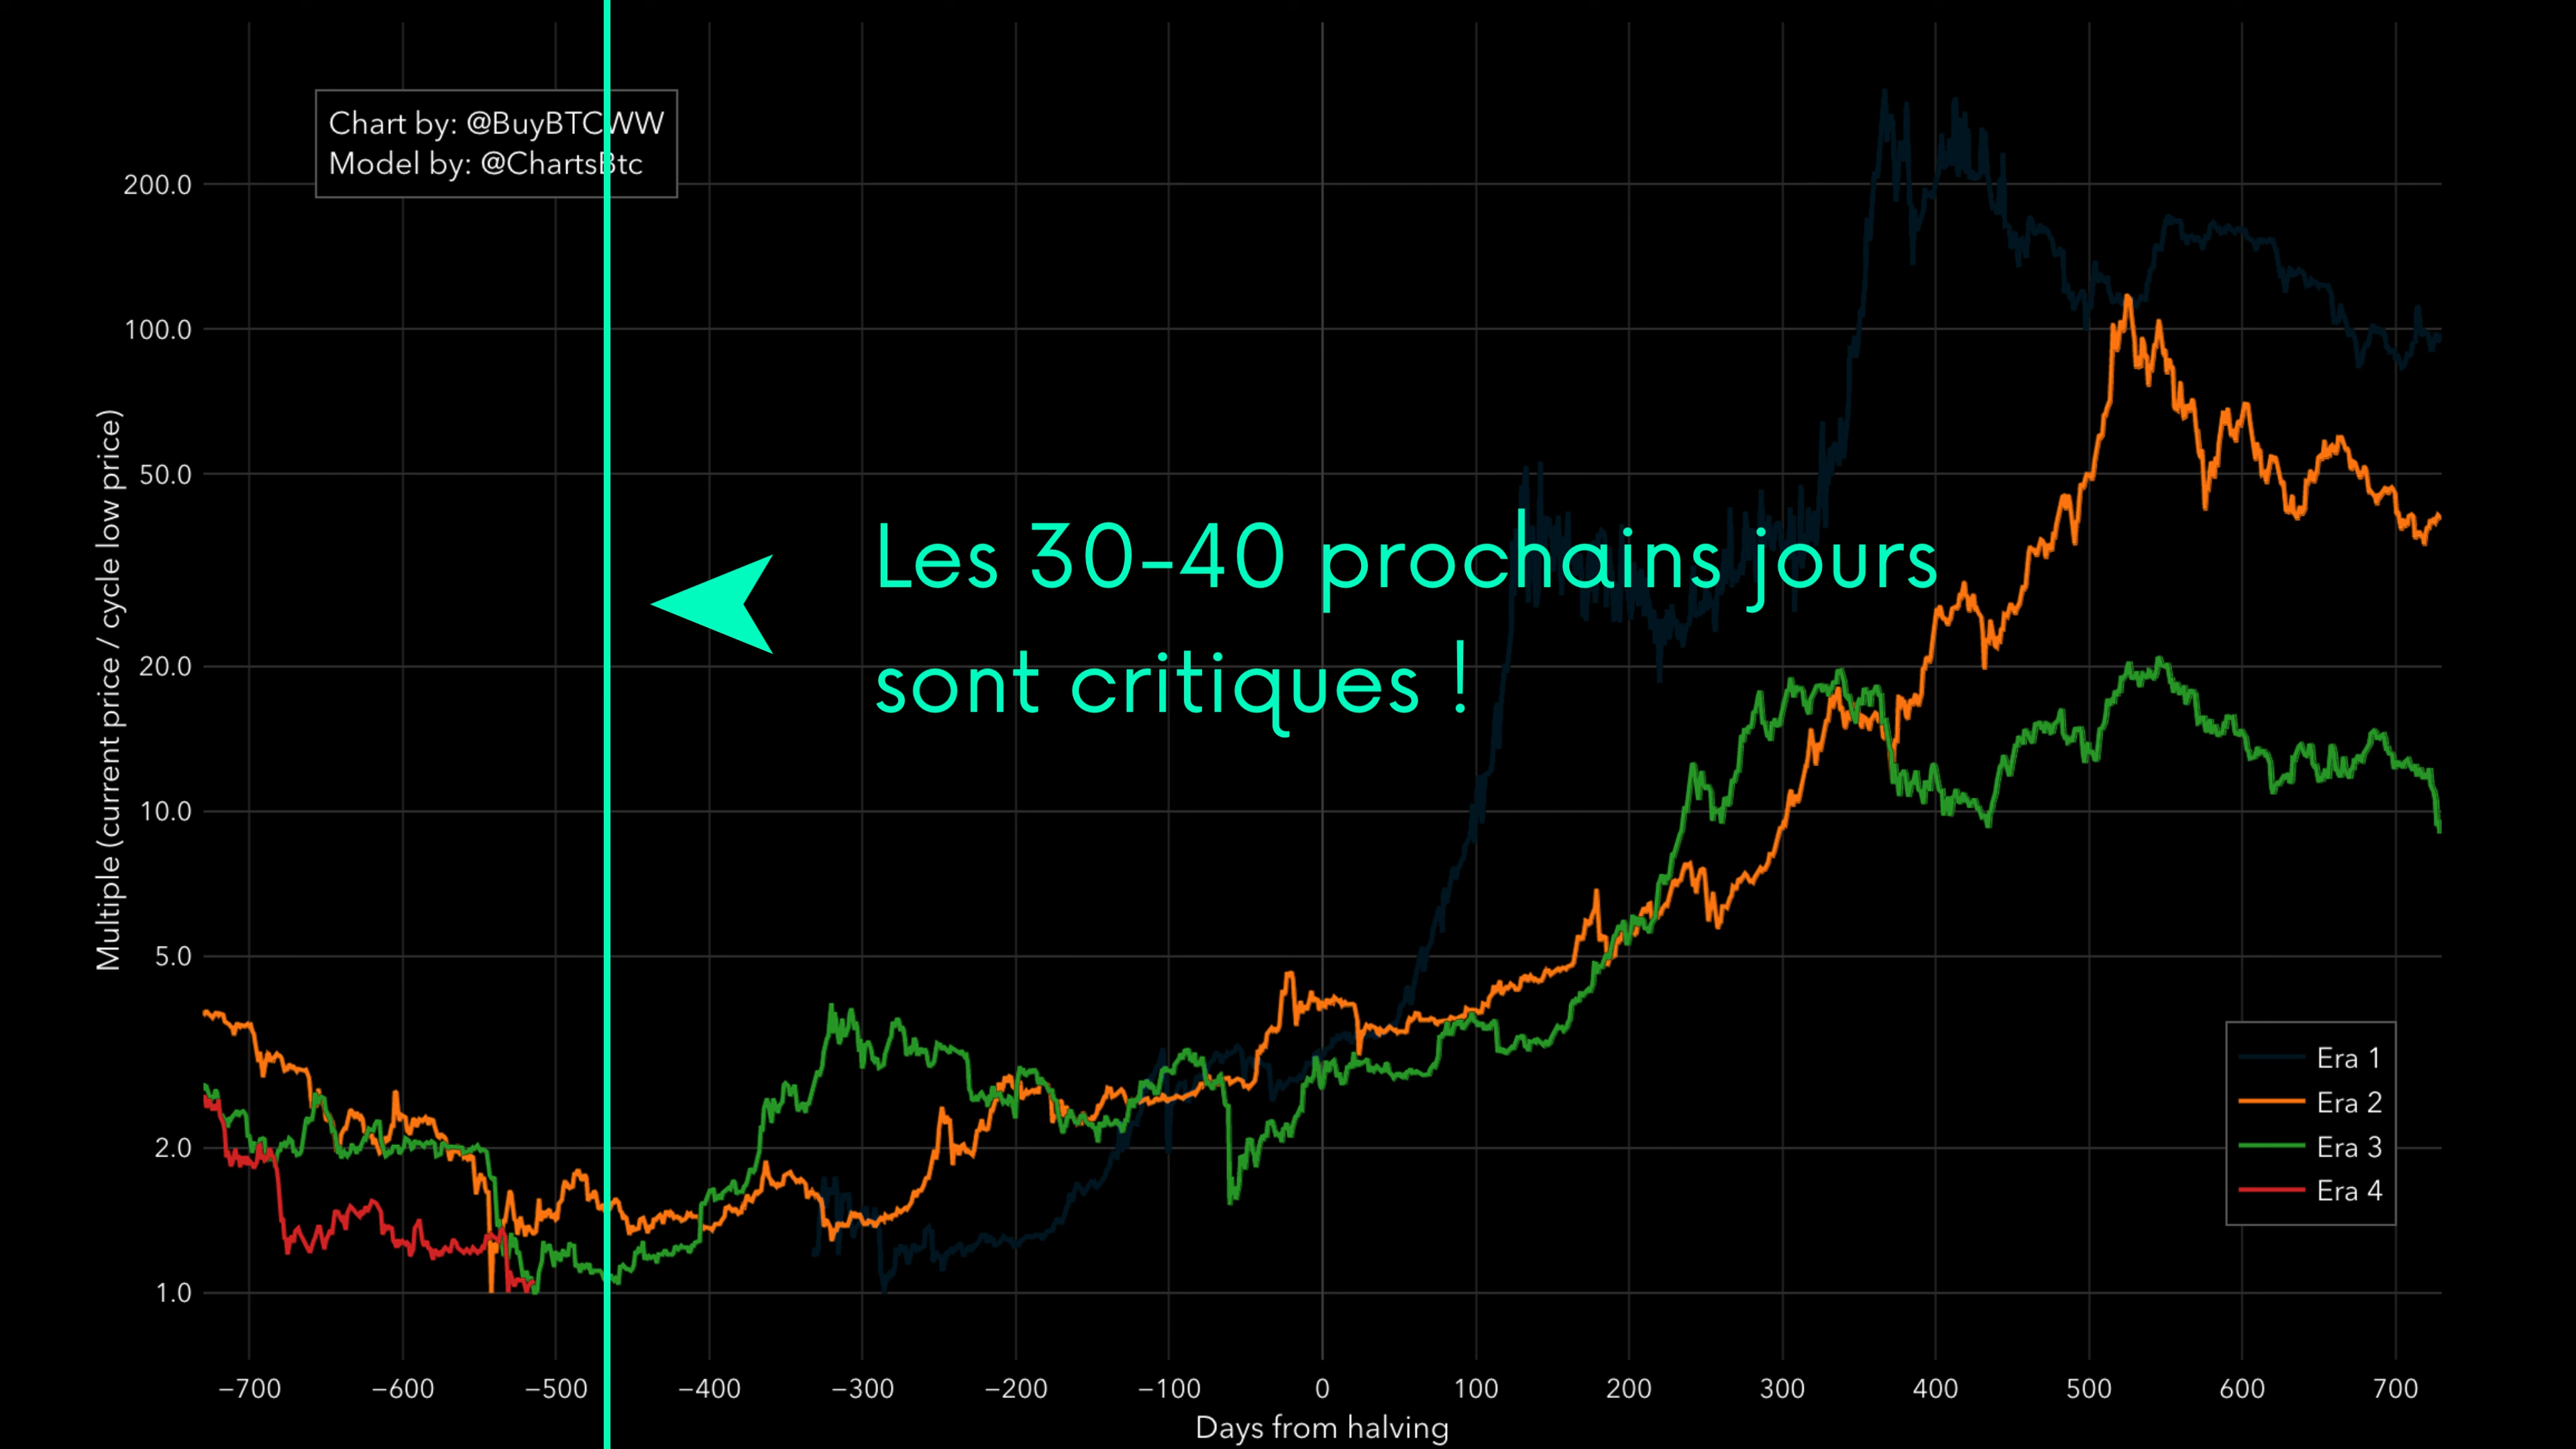 Chart by: @BuyBTCWW
Model by: @ChartsBtc
200.0
100.0
50.0
20.0
10.0
5.0
2.0
1.0
Multiple (current price / cycle low price)
Les 30-40 prochains jours
sont critiques !
Era 1
Era 2
Era 3
Era 4
−700 −600 −500 −400 −300 −200 −100 0 100 200 300 400 500 600 700
Days from halving